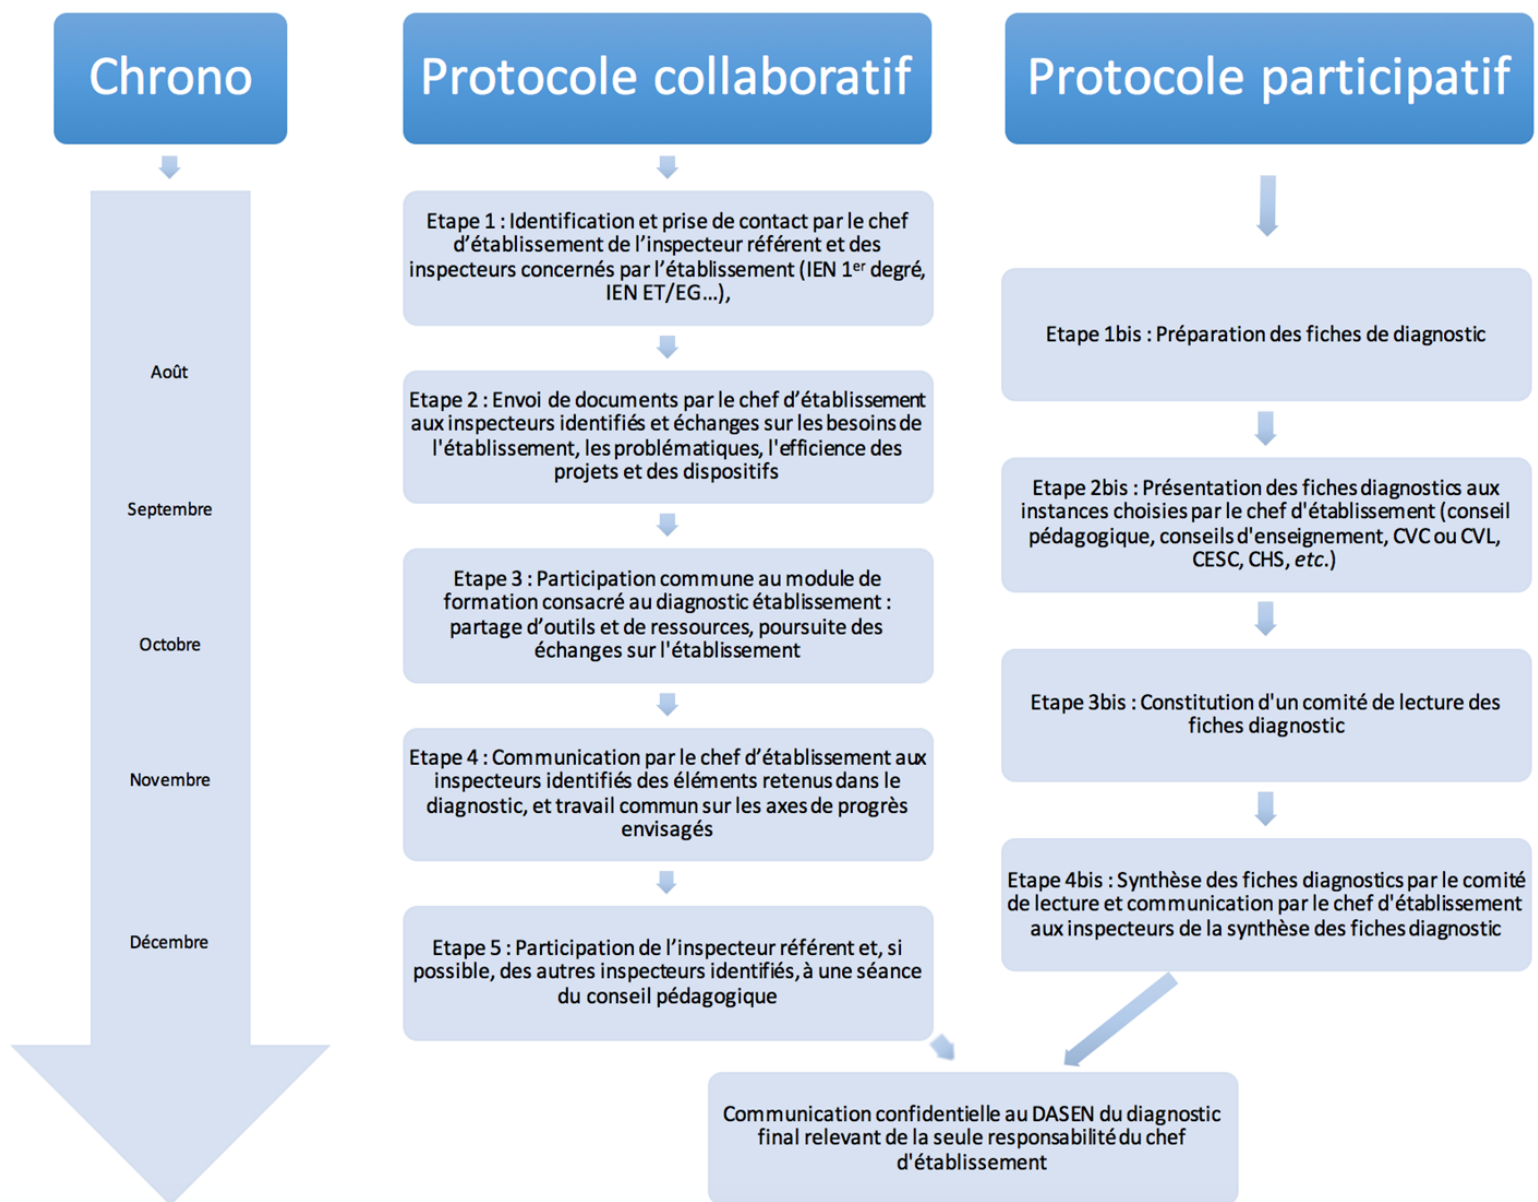 Chrono
Protocole collaboratif
Protocole participatif
Août
Septembre
Octobre
Novembre
Décembre
Etape 1 : Identification et prise de contact par le chef
d’établissement de l’inspecteur référent et des
inspecteurs concernés par l’établissement (IEN 1er degré,
IEN ET/EG...),
Etape 2 : Envoi de documents par le chef d’établissement
aux inspecteurs identifiés et échanges sur les besoins de
l'établissement, les problématiques, l'efficience des
projets et des dispositifs
Etape 3 : Participation commune au module de
formation consacré au diagnostic établissement :
partage d’outils et de ressources, poursuite des
échanges sur l'établissement
Etape 4 : Communication par le chef d’établissement aux
inspecteurs identifiés des éléments retenus dans le
diagnostic, et travail commun sur les axes de progrès
envisagés
Etape 5 : Participation de l’inspecteur référent et, si
possible, des autres inspecteurs identifiés, à une séance
du conseil pédagogique
Etape 1bis : Préparation des fiches de diagnostic
Etape 2bis : Présentation des fiches diagnostics aux
instances choisies par le chef d'établissement (conseil
pédagogique, conseils d'enseignement, CVC ou CVL,
CESC, CHS, etc.)
Etape 3bis : Constitution d'un comité de lecture des
fiches diagnostic
Etape 4bis : Synthèse des fiches diagnostics par le comité
de lecture et communication par le chef d'établissement
aux inspecteurs de la synthèse des fiches diagnostic
Communication confidentielle au DASEN du diagnostic
final relevant de la seule responsabilité du chef
d'établissement